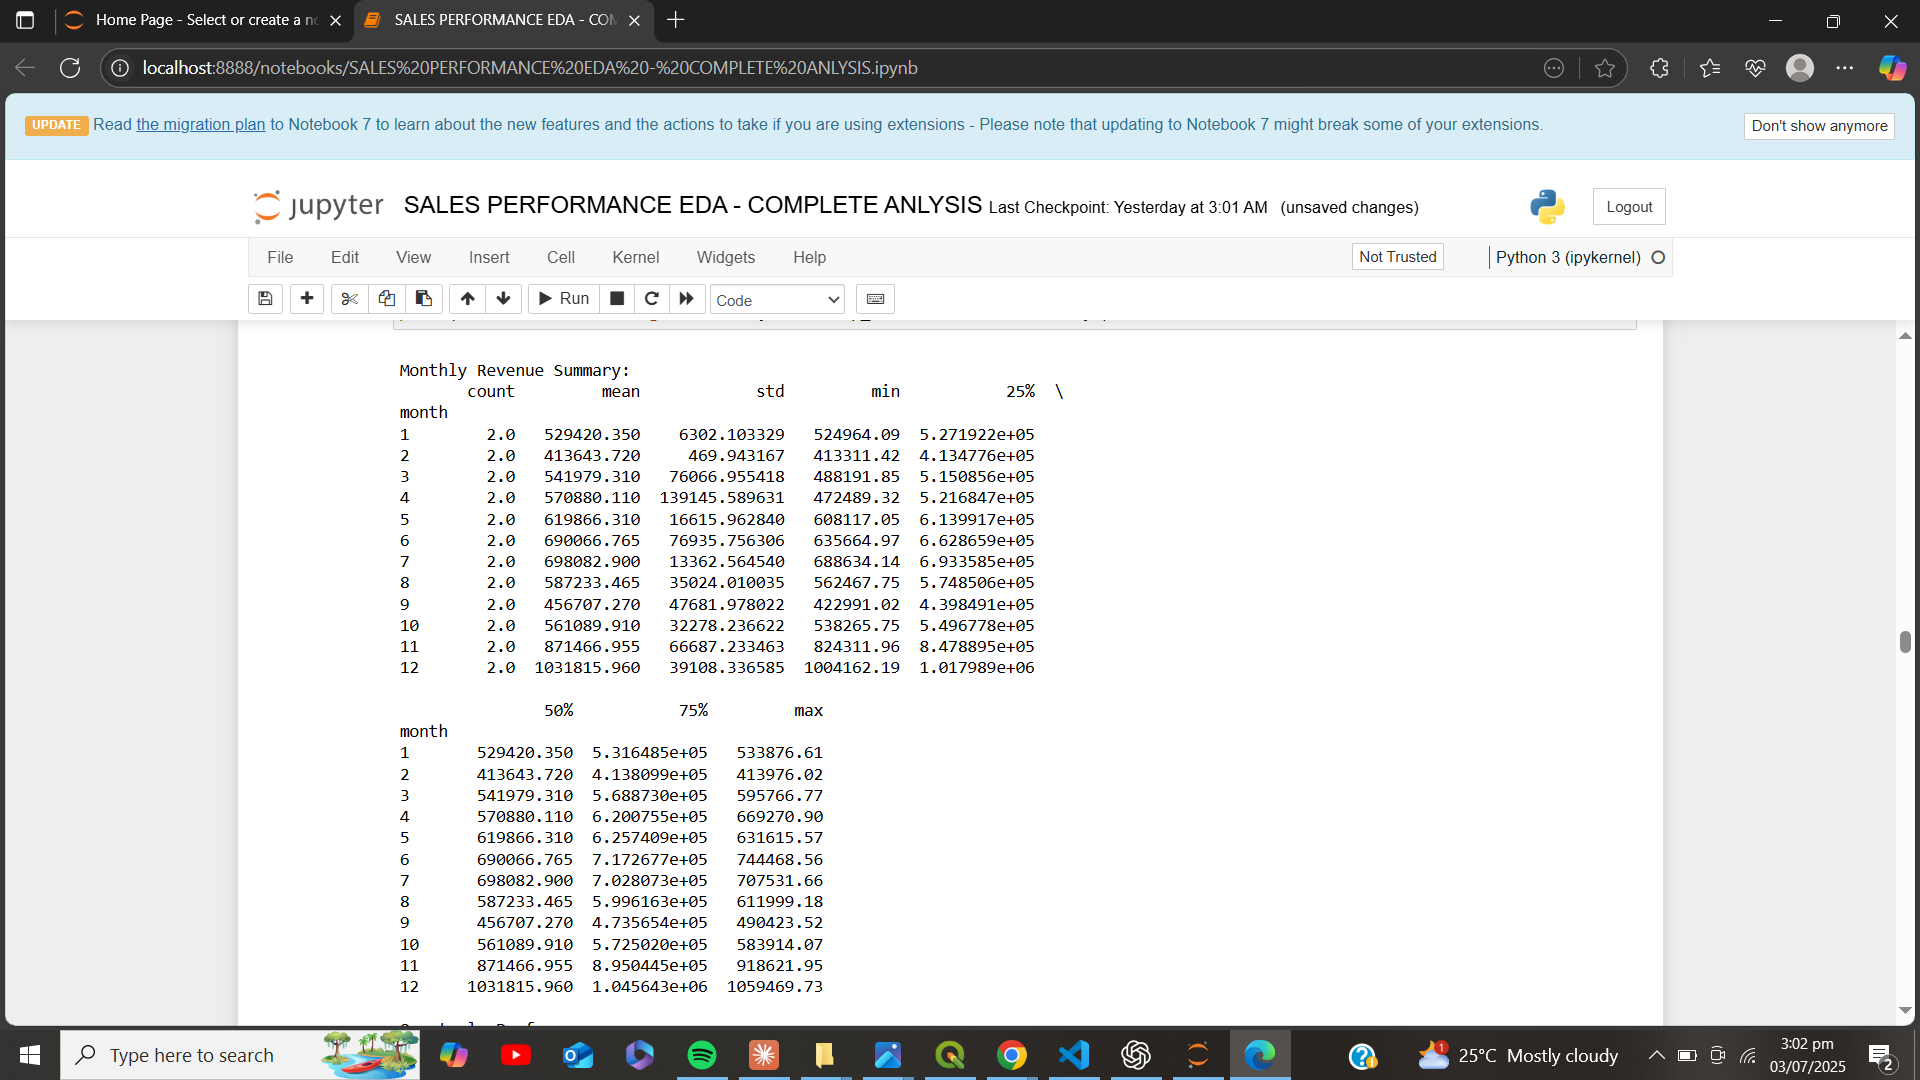 Home Page - Select or create a no
SALES PERFORMANCE EDA - COM
localhost:8888/notebooks/SALES%20PERFORMANCE%20EDA%20-%20COMPLETE%20ANLYSIS.ipynb
UPDATE Read the migration plan to Notebook 7 to learn about the new features and the actions to take if you are using extensions - Please note that updating to Notebook 7 might break some of your extensions.
Don't show anymore
jupyter SALES PERFORMANCE EDA - COMPLETE ANLYSIS Last Checkpoint: Yesterday at 3:01 AM (unsaved changes)
Logout
File Edit View Insert Cell Kernel Widgets Help
Not Trusted
Python 3 (ipykernel)
Run
Code
Monthly Revenue Summary:
count mean std min 25% \
month
1 2.0 529420.350 6302.103329 524964.09 5.271922e+05
2 2.0 413643.720 469.943167 413311.42 4.134776e+05
3 2.0 541979.310 76066.955418 488191.85 5.150856e+05
4 2.0 570880.110 139145.589631 472489.32 5.216847e+05
5 2.0 619866.310 16615.962840 608117.05 6.139917e+05
6 2.0 690066.765 76935.756306 635664.97 6.628659e+05
7 2.0 698082.900 13362.564540 688634.14 6.933585e+05
8 2.0 587233.465 35024.010035 562467.75 5.748506e+05
9 2.0 456707.270 47681.978022 422991.02 4.398491e+05
10 2.0 561089.910 32278.236622 538265.75 5.496778e+05
11 2.0 871466.955 66687.233463 824311.96 8.478895e+05
12 2.0 1031815.960 39108.336585 1004162.19 1.017989e+06
50% 75% max
month
1 529420.350 5.316485e+05 533876.61
2 413643.720 4.138099e+05 413976.02
3 541979.310 5.688730e+05 595766.77
4 570880.110 6.200755e+05 669270.90
5 619866.310 6.257409e+05 631615.57
6 690066.765 7.172677e+05 744468.56
7 698082.900 7.028073e+05 707531.66
8 587233.465 5.996163e+05 611999.18
9 456707.270 4.735654e+05 490423.52
10 561089.910 5.725020e+05 583914.07
11 871466.955 8.950445e+05 918621.95
12 1031815.960 1.045643e+06 1059469.73
Type here to search
1
25°C Mostly cloudy
3:02 pm
03/07/2025
2